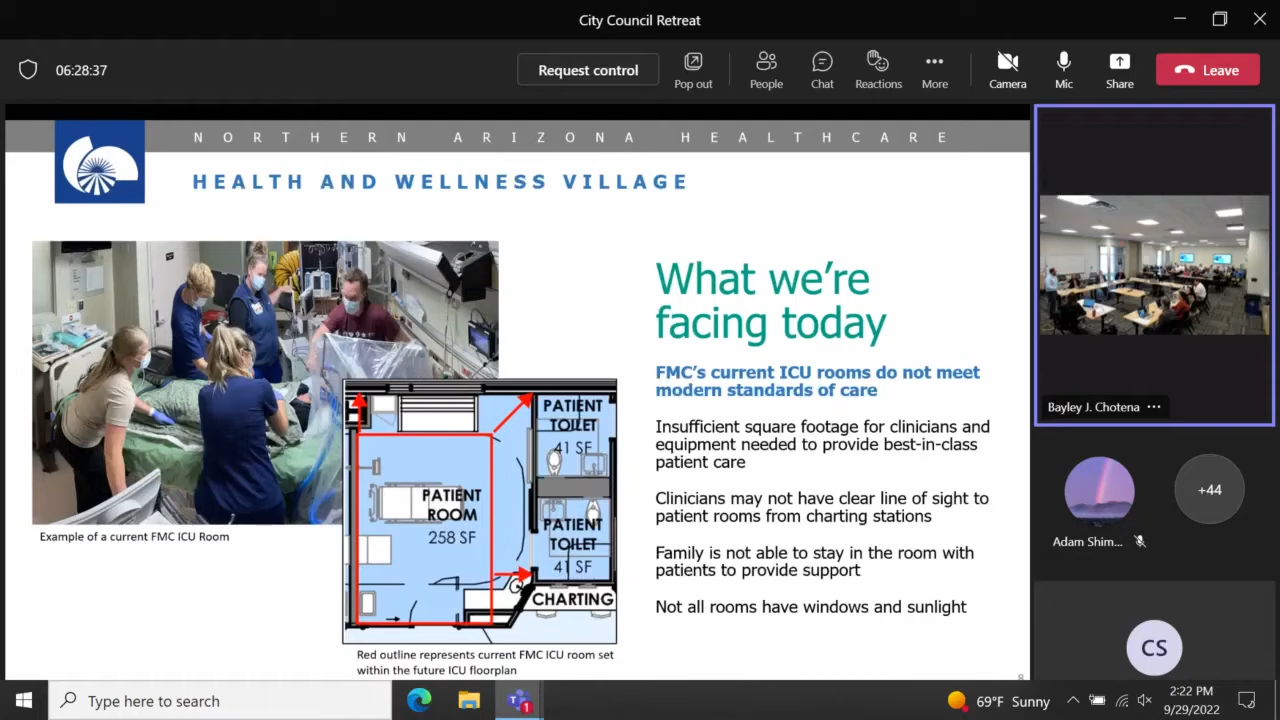 City Council Retreat
06:28:37
Request control
Pop out
People
Chat
Reactions
More
Camera
Mic
Share
Leave
NORTHERN ARIZONA HEALTHCARE
HEALTH AND WELLNESS VILLAGE
What we're
facing today
FMC's current ICU rooms do not meet
modern standards of care
Insufficient square footage for clinicians and
equipment needed to provide best-in-class
patient care
Clinicians may not have clear line of sight to
patient rooms from charting stations
Family is not able to stay in the room with
patients to provide support
Not all rooms have windows and sunlight
Example of a current FMC ICU Room
PATIENT
TOILET
41 SF
PATIENT
ROOM
258 SF
PATIENT
TOILET
41 SF
CHARTING
Red outline represents current FMC ICU room set
within the future ICU floorplan
8
Bayley J. Chotena
+44
Adam Shim...
CS
Type here to search
1
69°F Sunny
2:22 PM
9/29/2022